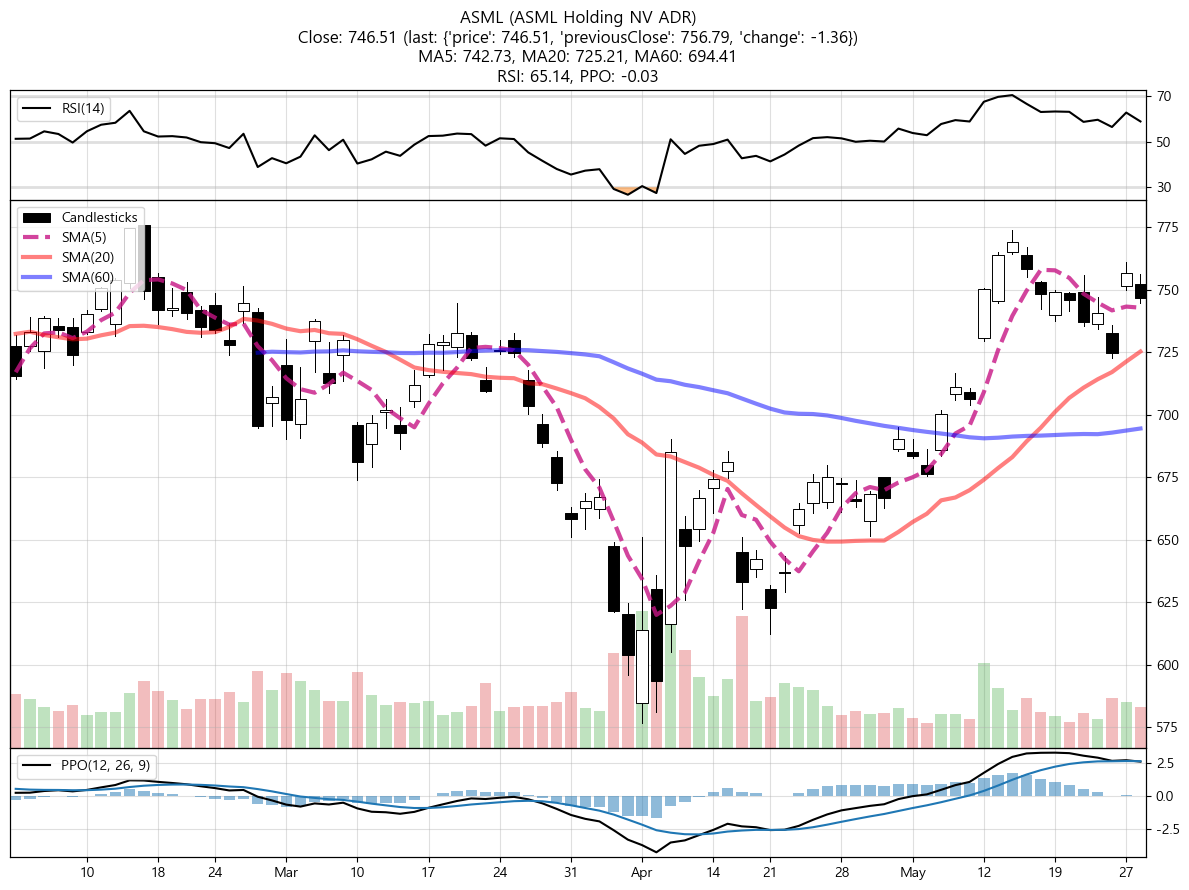 ASML (ASML Holding NV ADR)
Close: 746.51 (last: {'price': 746.51, 'previousClose': 756.79, 'change': -1.36})
MA5: 742.73, MA20: 725.21, MA60: 694.41
RSI: 65.14, PPO: -0.03
RSI(14)
70
50
30
Candlesticks
SMA(5)
SMA(20)
SMA(60)
775
750
725
700
675
650
625
600
575
PPO(12, 26, 9)
2.5
0.0
-2.5
10 18 24 Mar 10 17 24 31 Apr 14 21 28 May 12 19 27